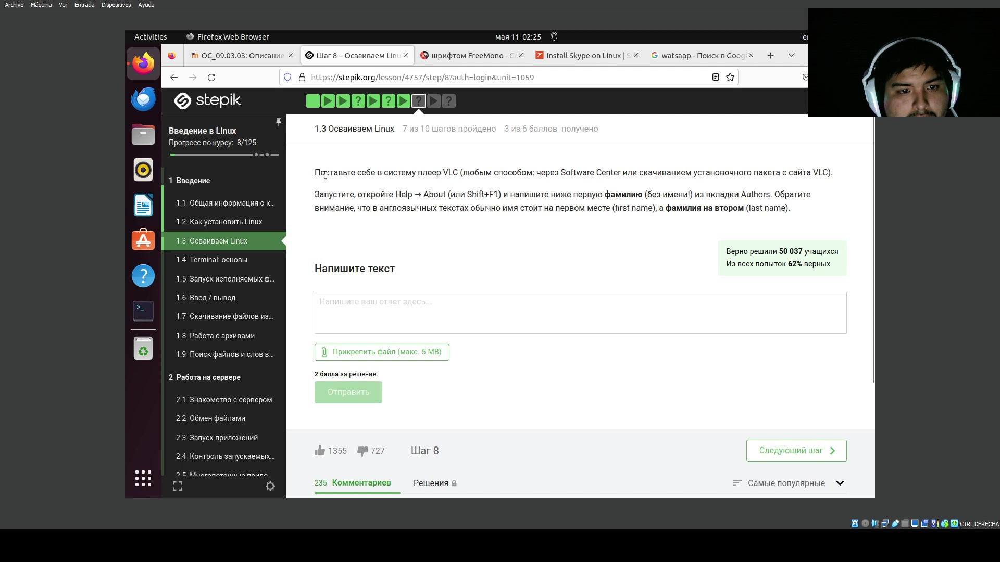 Archivo Máquina Ver Entrada Dispositivos Ayuda
Activities Firefox Web Browser мая 11 02:25
ОС_09.03.03: Описание Шаг 8 – Осваиваем Linu шрифтом FreeMono - Install Skype on Linux | S watsapp - Поиск в Goog
https://stepik.org/lesson/4757/step/8?auth=login&unit=1059
stepik
Введение в Linux
Прогресс по курсу: 8/125
1 Введение
1.1 Общая информация о к...
1.2 Как установить Linux
1.3 Осваиваем Linux
1.4 Terminal: основы
1.5 Запуск исполняемых ф...
1.6 Ввод / вывод
1.7 Скачивание файлов из...
1.8 Работа с архивами
1.9 Поиск файлов и слов в...
2 Работа на сервере
2.1 Знакомство с сервером
2.2 Обмен файлами
2.3 Запуск приложений
2.4 Контроль запускаемых...
2.5 Многопоточные прило...
1.3 Осваиваем Linux 7 из 10 шагов пройдено 3 из 6 баллов получено
Поставьте себе в систему плеер VLC (любым способом: через Software Center или скачиванием установочного пакета с сайта VLC).
Запустите, откройте Help → About (или Shift+F1) и напишите ниже первую фамилию (без имени!) из вкладки Authors. Обратите
внимание, что в англоязычных текстах обычно имя стоит на первом месте (first name), а фамилия на втором (last name).
Верно решили 50 037 учащихся
Из всех попыток 62% верных
Напишите текст
Напишите ваш ответ здесь...
Прикрепить файл (макс. 5 MB)
2 балла за решение.
Отправить
1355 727 Шаг 8 Следующий шаг
235 Комментариев Решения Самые популярные
CTRL DERECHA